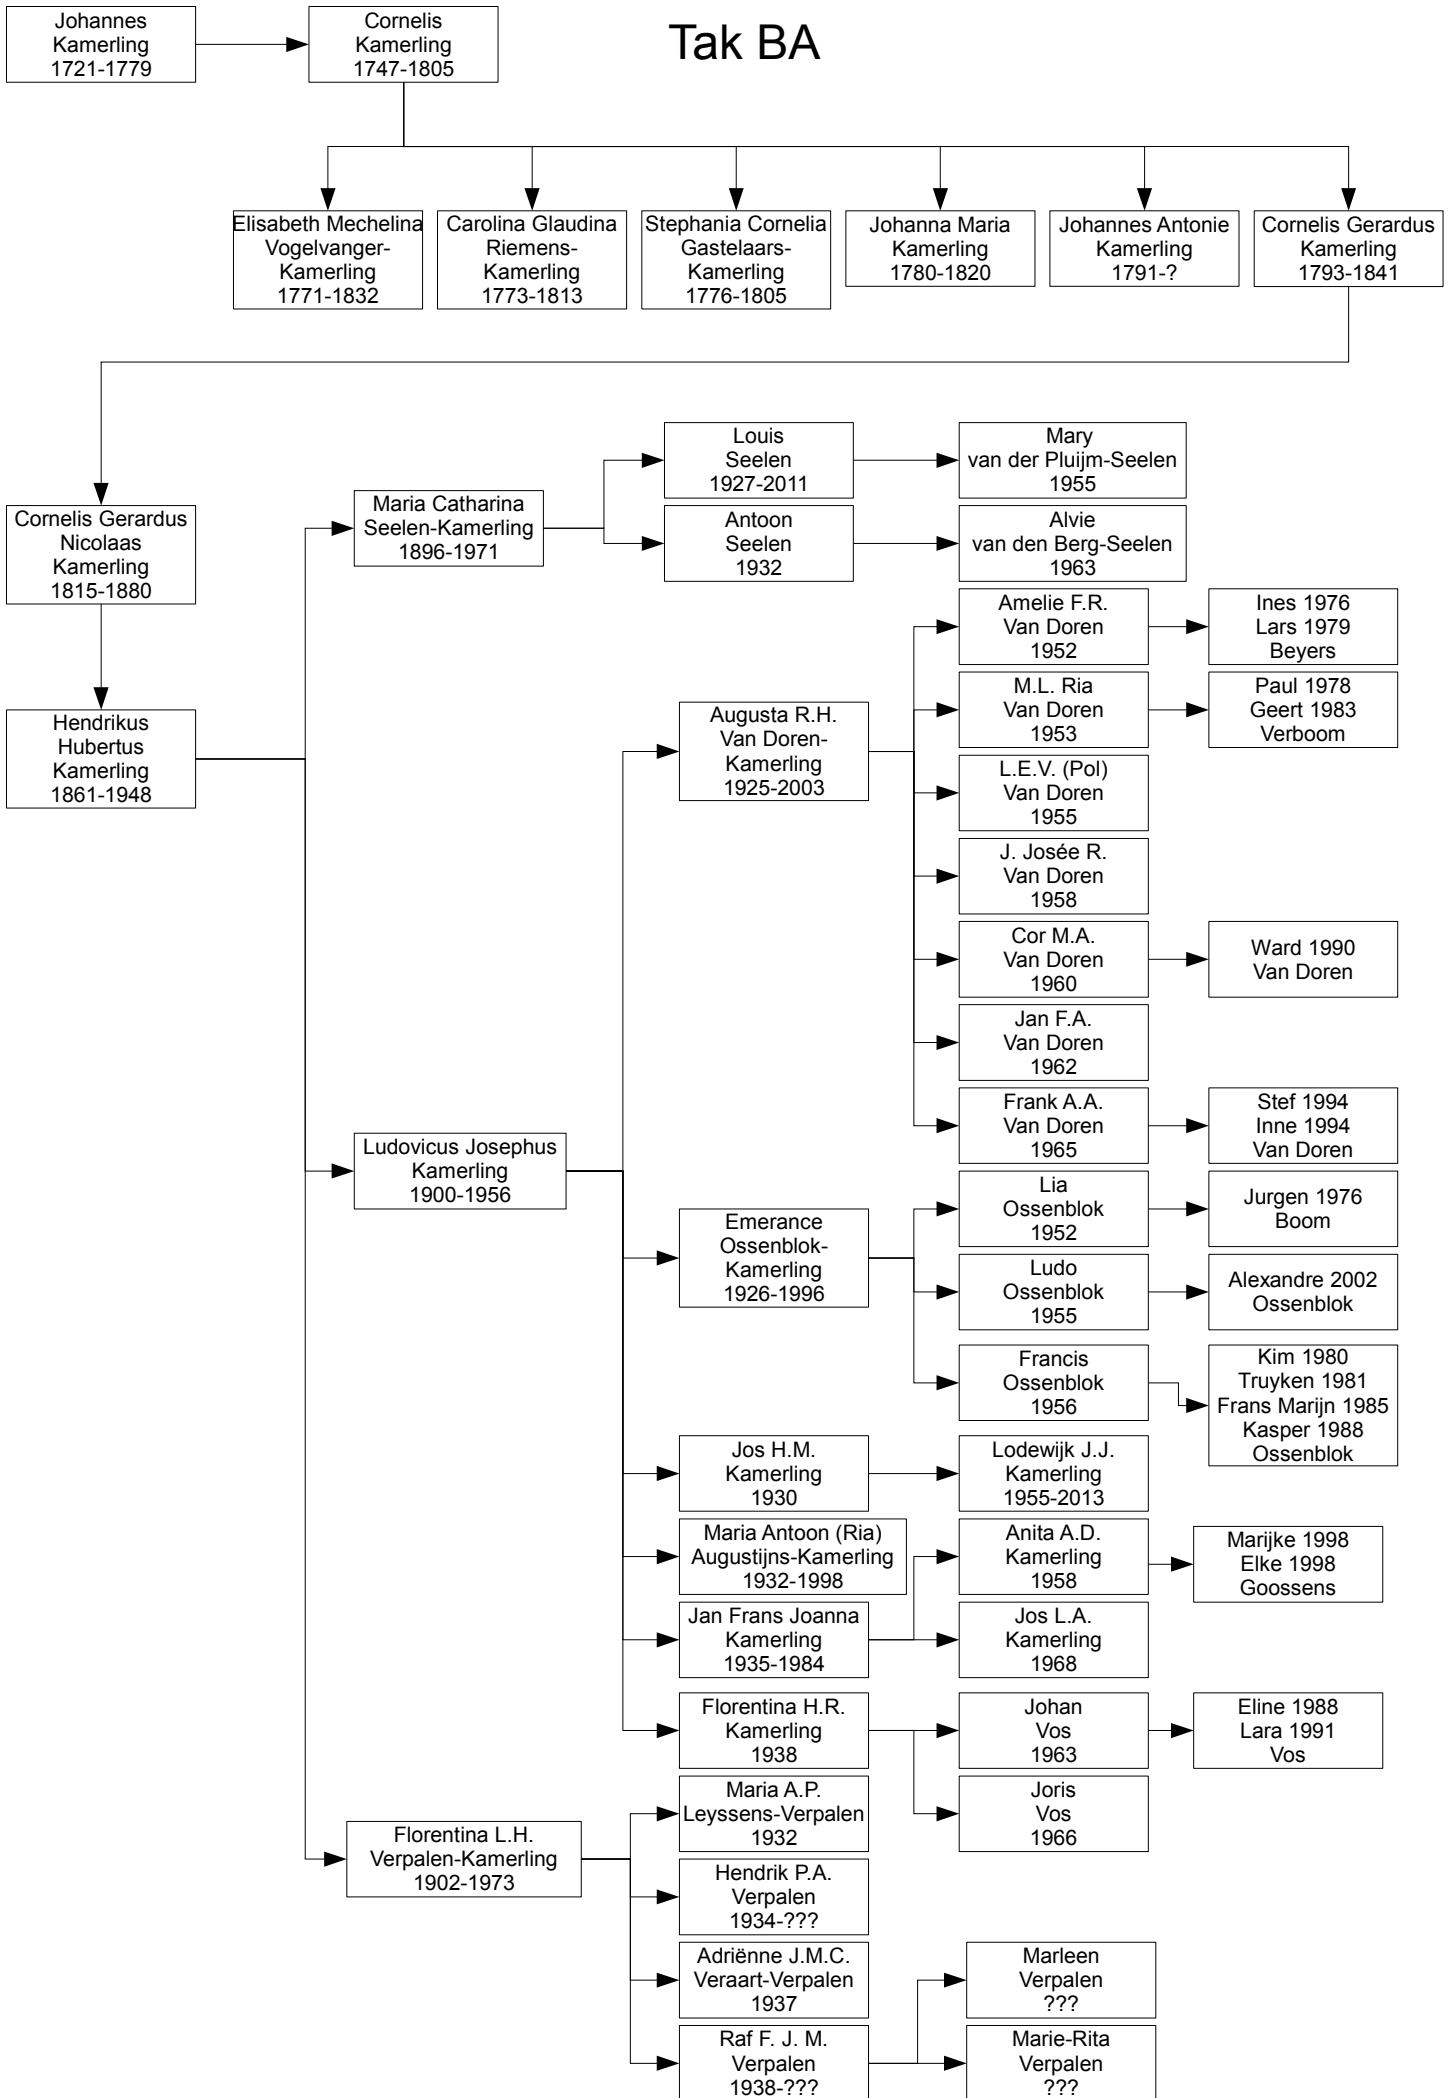 Johannes
Kamerling
1721-1779
Cornelis
Kamerling
1747-1805
Tak BA
Elisabeth Mechelina
Vogelvanger-
Kamerling
1771-1832
Carolina Glaudina
Riemens-
Kamerling
1773-1813
Stephania Cornelia
Gastelaars-
Kamerling
1776-1805
Johanna Maria
Kamerling
1780-1820
Johannes Antonie
Kamerling
1791-?
Cornelis Gerardus
Kamerling
1793-1841
Cornelis Gerardus
Nicolaas
Kamerling
1815-1880
Hendrikus
Hubertus
Kamerling
1861-1948
Maria Catharina
Seelen-Kamerling
1896-1971
Louis
Seelen
1927-2011
Mary
van der Pluijm-Seelen
1955
Antoon
Seelen
1932
Alvie
van den Berg-Seelen
1963
Ludovicus Josephus
Kamerling
1900-1956
Augusta R.H.
Van Doren-
Kamerling
1925-2003
Amelie F.R.
Van Doren
1952
Ines 1976
Lars 1979
Beyers
M.L. Ria
Van Doren
1953
Paul 1978
Geert 1983
Verboom
L.E.V. (Pol)
Van Doren
1955
J. Josée R.
Van Doren
1958
Cor M.A.
Van Doren
1960
Ward 1990
Van Doren
Jan F.A.
Van Doren
1962
Frank A.A.
Van Doren
1965
Stef 1994
Inne 1994
Van Doren
Emerance
Ossenblok-
Kamerling
1926-1996
Lia
Ossenblok
1952
Jurgen 1976
Boom
Ludo
Ossenblok
1955
Alexandre 2002
Ossenblok
Francis
Ossenblok
1956
Kim 1980
Truyken 1981
Frans Marijn 1985
Kasper 1988
Ossenblok
Jos H.M.
Kamerling
1930
Lodewijk J.J.
Kamerling
1955-2013
Maria Antoon (Ria)
Augustijns-Kamerling
1932-1998
Jan Frans Joanna
Kamerling
1935-1984
Anita A.D.
Kamerling
1958
Marijke 1998
Elke 1998
Goossens
Jos L.A.
Kamerling
1968
Florentina H.R.
Kamerling
1938
Johan
Vos
1963
Eline 1988
Lara 1991
Vos
Joris
Vos
1966
Florentina L.H.
Verpalen-Kamerling
1902-1973
Maria A.P.
Leyssens-Verpalen
1932
Hendrik P.A.
Verpalen
1934-???
Adriënne J.M.C.
Veraart-Verpalen
1937
Raf F. J. M.
Verpalen
1938-???
Marleen
Verpalen
???
Marie-Rita
Verpalen
???